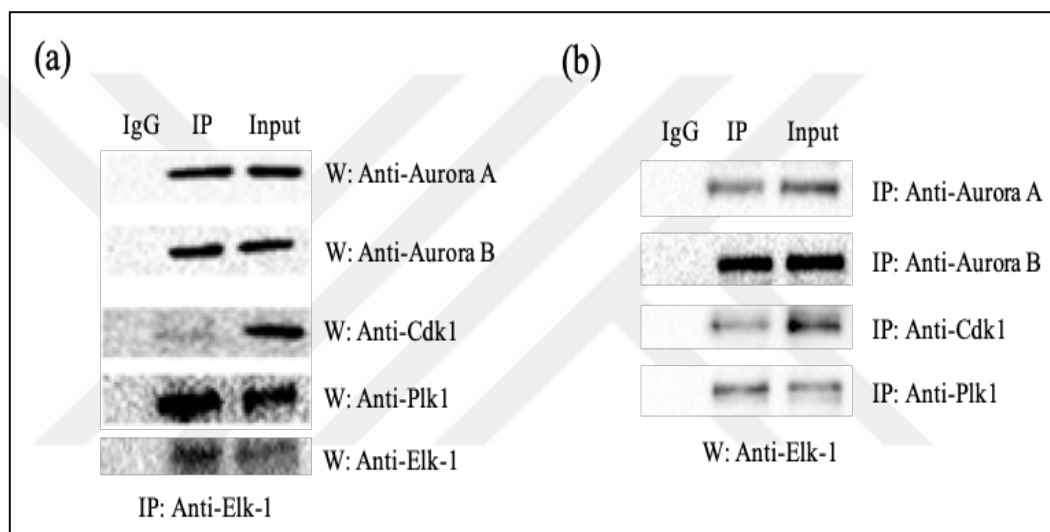 (a)
IgG IP Input
W: Anti-Aurora A
W: Anti-Aurora B
W: Anti-Cdk1
W: Anti-Plk1
W: Anti-Elk-1
IP: Anti-Elk-1
(b)
IgG IP Input
IP: Anti-Aurora A
IP: Anti-Aurora B
IP: Anti-Cdk1
IP: Anti-Plk1
W: Anti-Elk-1